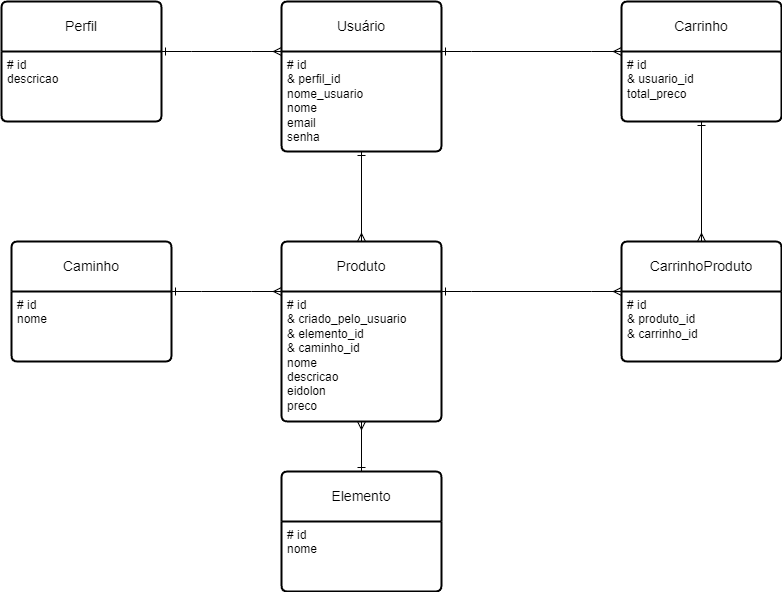 Perfil
# id
descricao
Usuário
# id
& perfil_id
nome_usuario
nome
email
senha
Carrinho
# id
& usuario_id
total_preco
Caminho
# id
nome
Produto
# id
& criado_pelo_usuario
& elemento_id
& caminho_id
nome
descricao
eidolon
preco
CarrinhoProduto
# id
& produto_id
& carrinho_id
Elemento
# id
nome